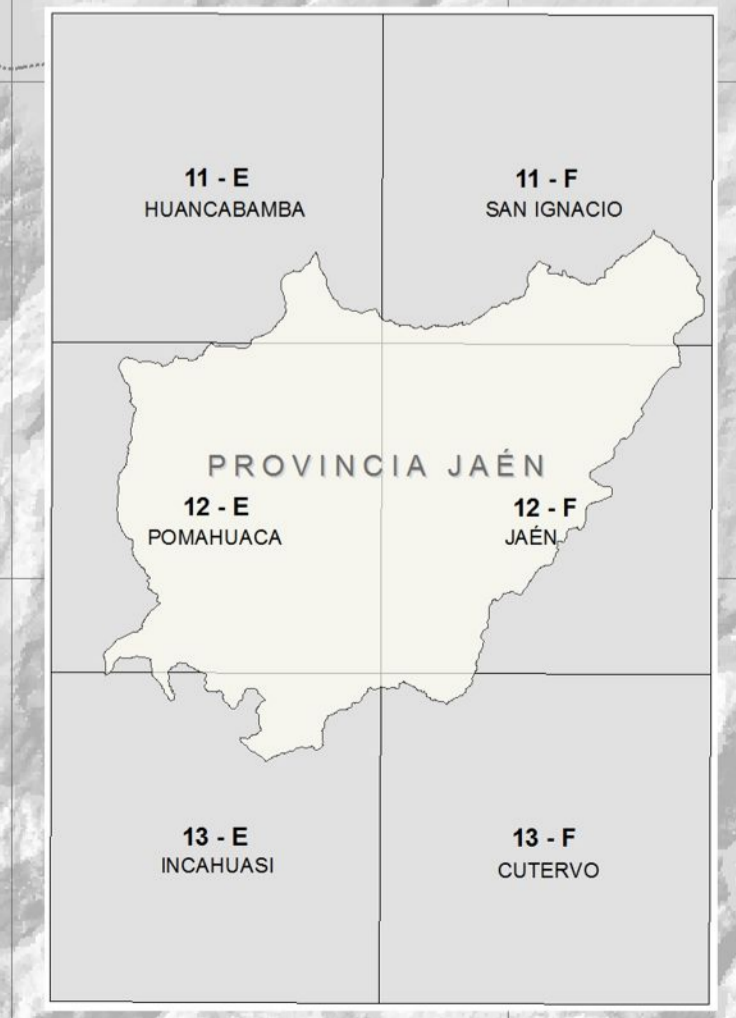 11 - E
HUANCABAMBA
11 - F
SAN IGNACIO
PROVINCIA JAÉN
12 - E
POMAHUACA
12 - F
JAÉN
13 - E
INCAHUASI
13 - F
CUTERVO